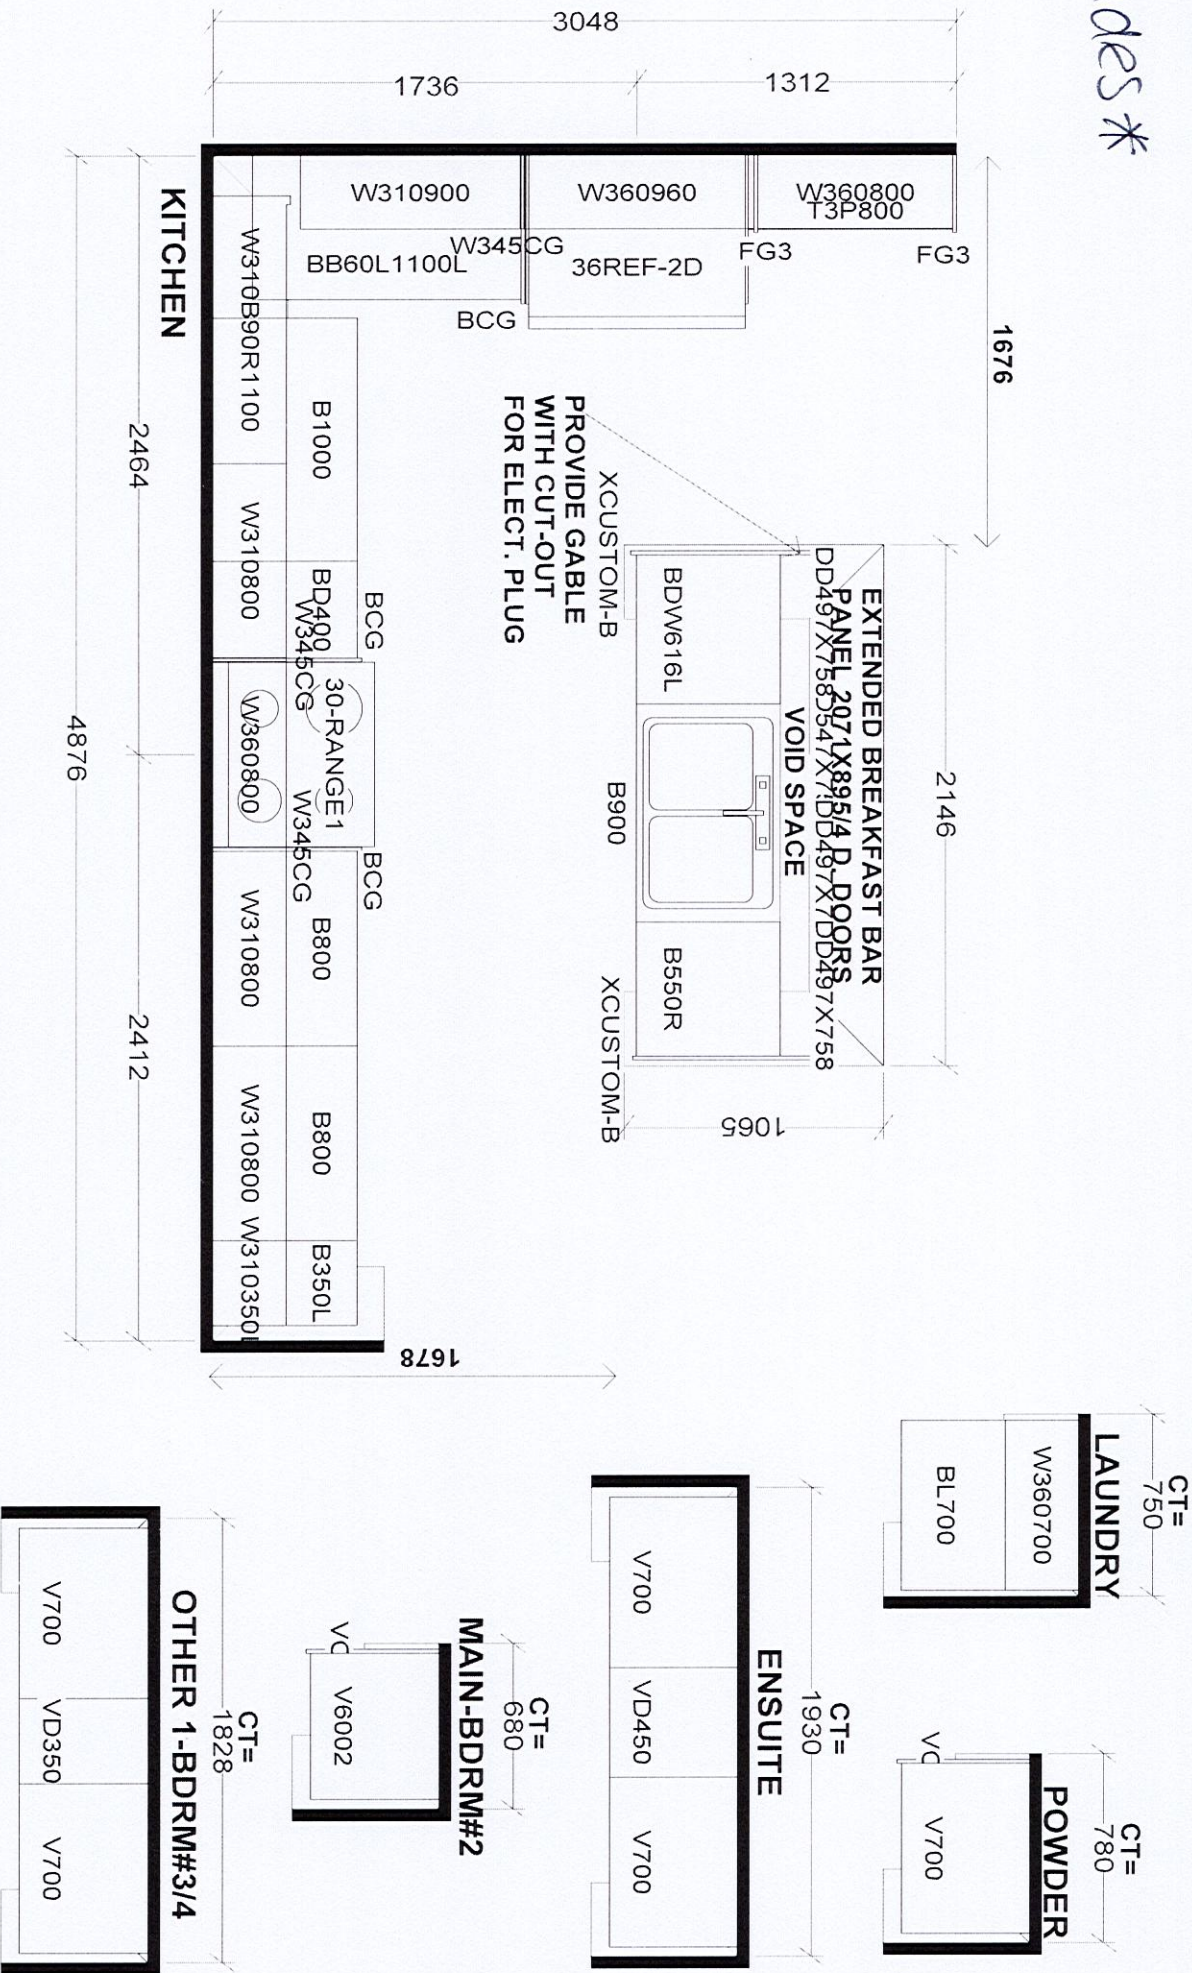 des*
3048
1736
1312
W310900
W360960
W360800
T3P800
W345CG
BB60L1100L
36REF-2D
FG3
FG3
BCG
1676
KITCHEN
W310B90R1100
B1000
W310800
BD400
W345CG
BCG
30-RANGE1
W360800
W345CG
BCG
W310800
B800
W310800
B800
B350L
2464
2412
4876
1678
PROVIDE GABLE
WITH CUT-OUT
FOR ELECT. PLUG
XCUSTOM-B
BDW616L
B900
B550R
XCUSTOM-B
EXTENDED BREAKFAST BAR
PANEL 2071X895/4 D. DOORS
VOID SPACE
2146
1065
LAUNDRY
CT=
750
W360700
BL700
POWDER
CT=
780
VC
V700
ENSUITE
CT=
1930
V700
VD450
V700
MAIN-BDRM#2
CT=
680
V6002
OTHER 1-BDRM#3/4
CT=
1828
V700
VD350
V700